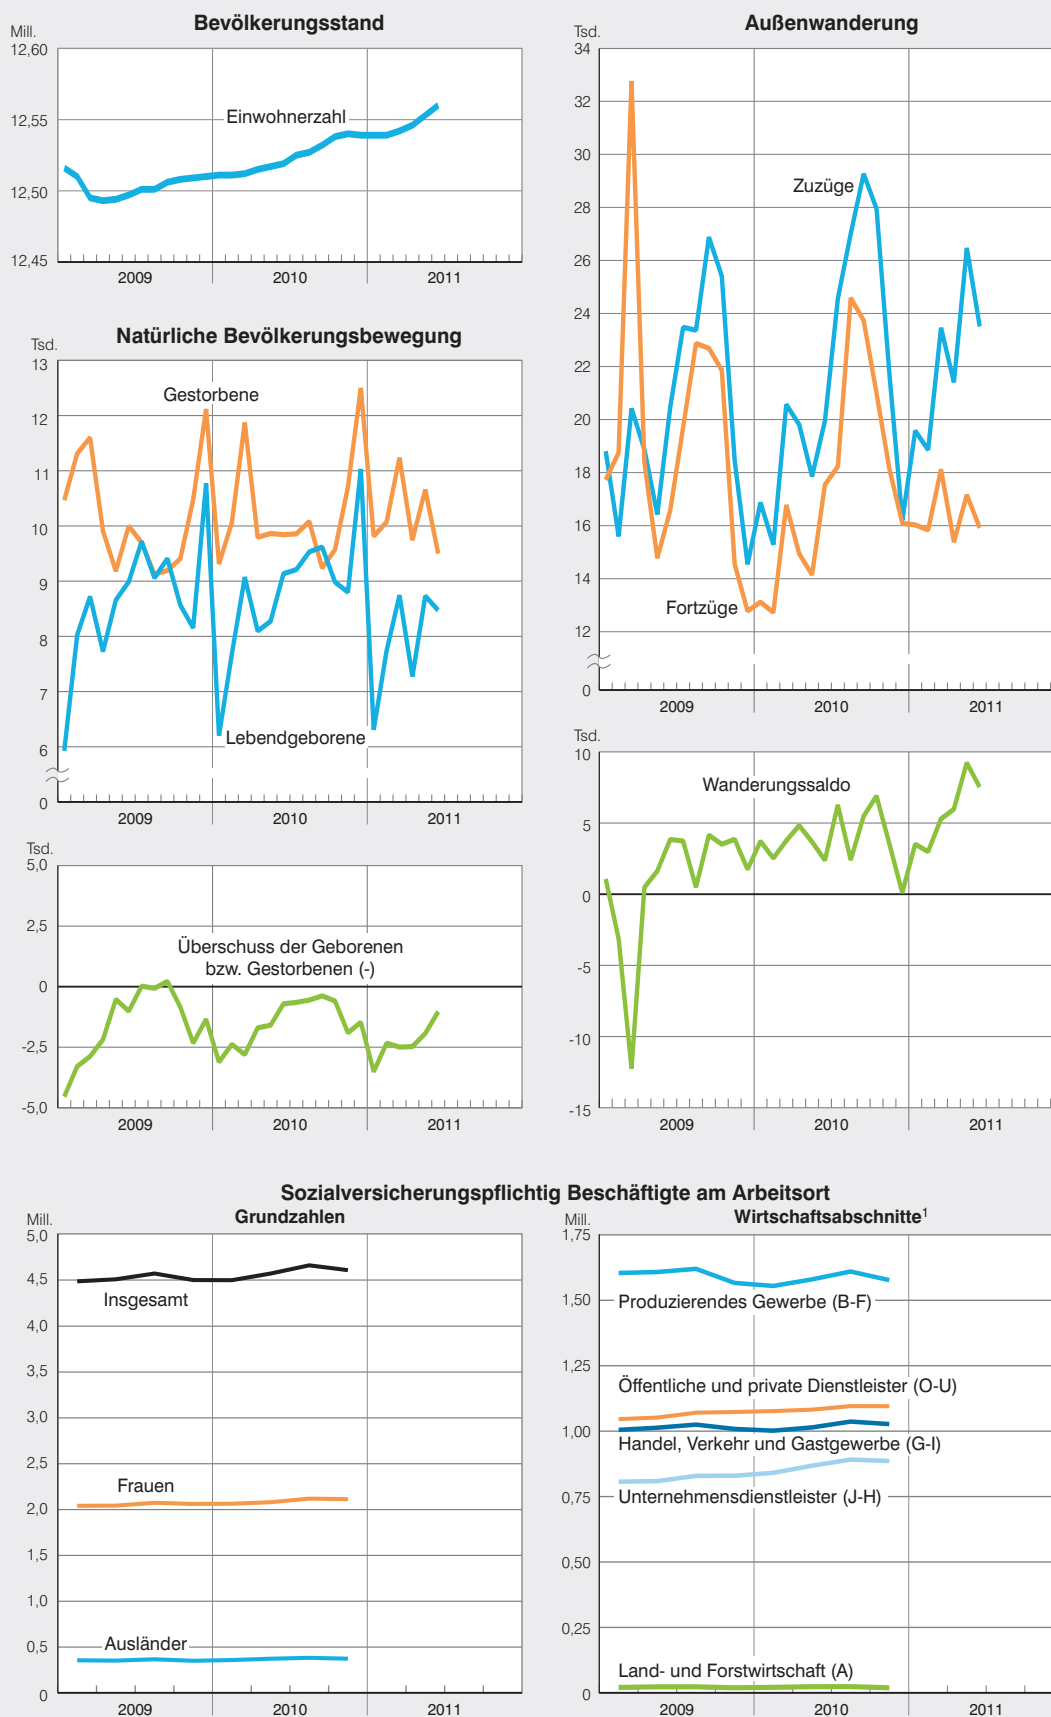 Bevölkerungsstand
Mill.
12,60
12,55
12,50
12,45
Einwohnerzahl
2009 2010 2011
Natürliche Bevölkerungsbewegung
Tsd.
13
12
11
10
9
8
7
6
0
Gestorbene
Lebendgeborene
2009 2010 2011
Tsd.
5,0
2,5
0
-2,5
-5,0
Überschuss der Geborenen
bzw. Gestorbenen (-)
2009 2010 2011
Außenwanderung
Tsd.
34
32
30
28
26
24
22
20
18
16
14
12
0
Zuzüge
Fortzüge
2009 2010 2011
Tsd.
10
5
0
-5
-10
-15
Wanderungssaldo
2009 2010 2011
Sozialversicherungspflichtig Beschäftigte am Arbeitsort
Grundzahlen
Mill.
5,0
4,5
4,0
3,5
3,0
2,5
2,0
1,5
1,0
0,5
0
Insgesamt
Frauen
Ausländer
2009 2010 2011
Wirtschaftsabschnitte¹
Mill.
1,75
1,50
1,25
1,00
0,75
0,50
0,25
0
Produzierendes Gewerbe (B-F)
Öffentliche und private Dienstleister (O-U)
Handel, Verkehr und Gastgewerbe (G-I)
Unternehmensdienstleister (J-H)
Land- und Forstwirtschaft (A)
2009 2010 2011